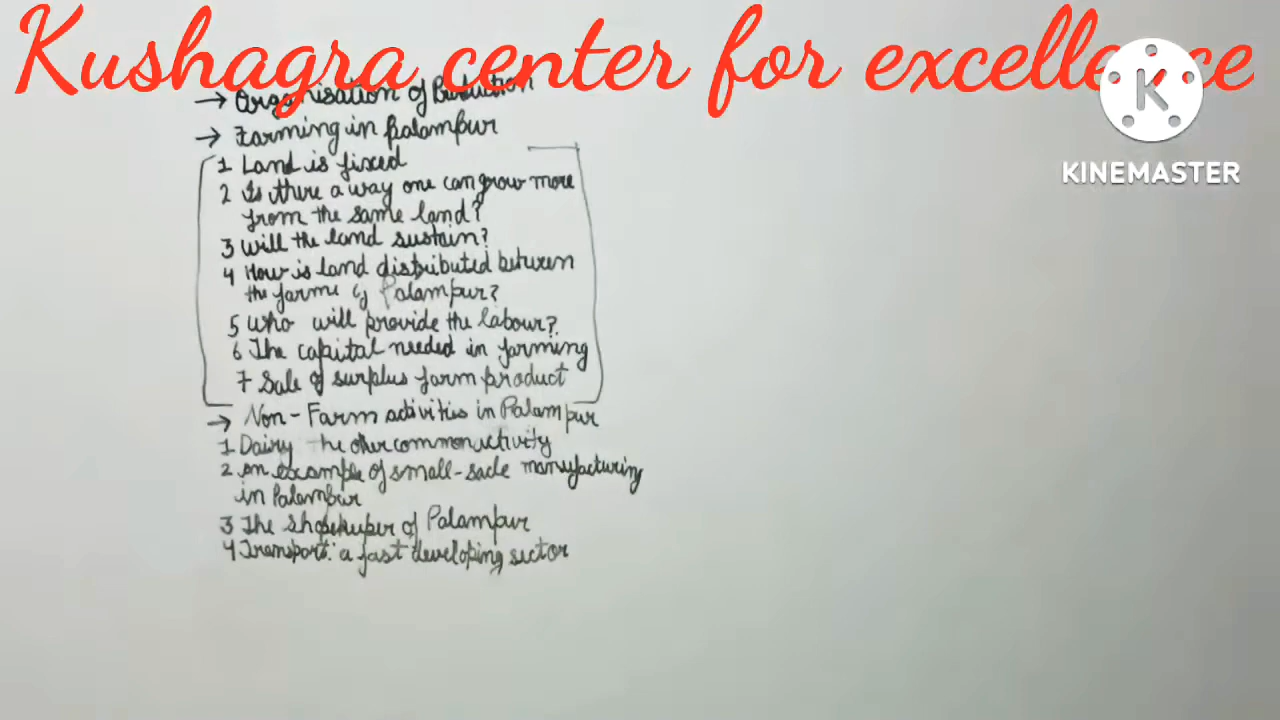 Kushagra center for excellence
K
KINEMASTER
→ Organisation of Production
→ Farming in Palampur
1 Land is fixed
2 Is there a way one can grow more
from the same land?
3 Will the land sustain?
4 How is land distributed between
the farme of Palampur?
5 Who will provide the labour?
6 The capital needed in farming
7 Sale of surplus farm product
→ Non-Farm activities in Palampur
1 Dairy the other common activity
2 an example of small-scale manufacturing
in Palampur
3 The Shopkeeper of Palampur
4 Transport: a fast developing sector